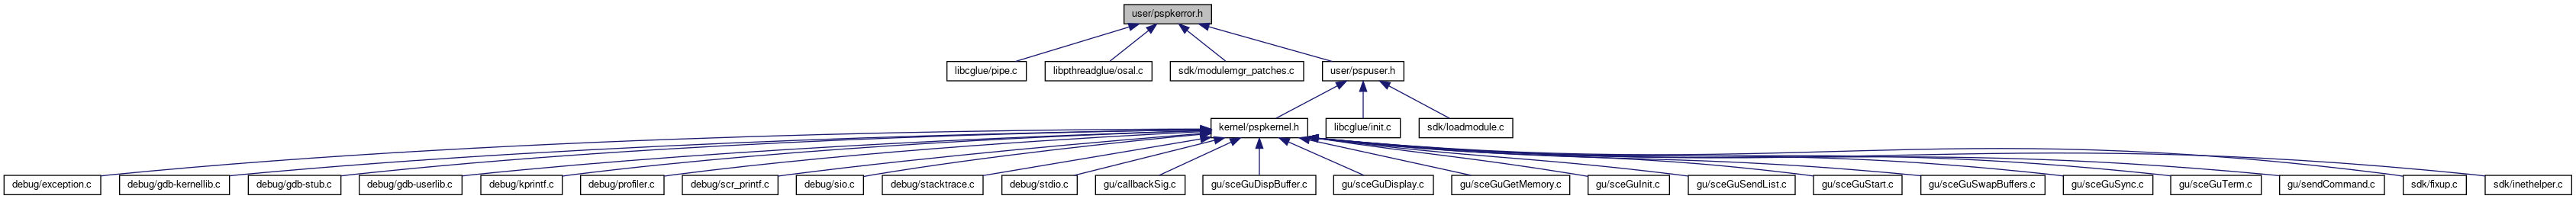 user/pspkerror.h
libcglue/pipe.c
libpthreadglue/osal.c
sdk/modulemgr_patches.c
user/pspuser.h
kernel/pspkernel.h
libcglue/init.c
sdk/loadmodule.c
debug/exception.c
debug/gdb-kernellib.c
debug/gdb-stub.c
debug/gdb-userlib.c
debug/kprintf.c
debug/profiler.c
debug/scr_printf.c
debug/sio.c
debug/stacktrace.c
debug/stdio.c
gu/callbackSig.c
gu/sceGuDispBuffer.c
gu/sceGuDisplay.c
gu/sceGuGetMemory.c
gu/sceGuInit.c
gu/sceGuSendList.c
gu/sceGuStart.c
gu/sceGuSwapBuffers.c
gu/sceGuSync.c
gu/sceGuTerm.c
gu/sendCommand.c
sdk/fixup.c
sdk/inethelper.c